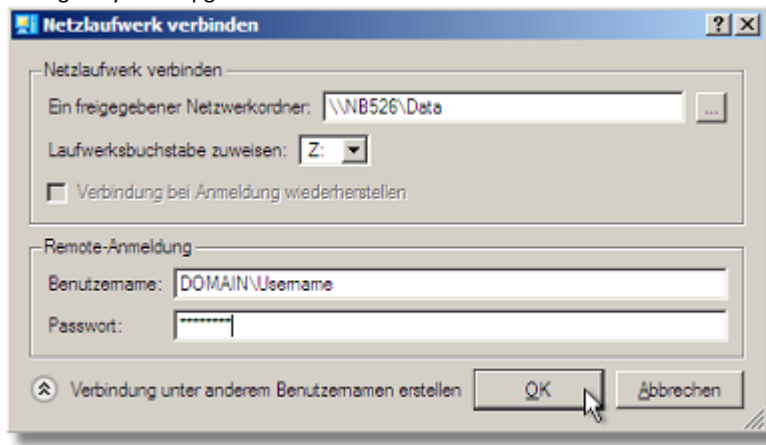 Netzlaufwerk verbinden
Netzlaufwerk verbinden
Ein freigegebener Netzwerkordner: \\NB526\Data ...
Laufwerksbuchstabe zuweisen: Z:
Verbindung bei Anmeldung wiederherstellen
Remote-Anmeldung
Benutzername: DOMAIN\Username
Passwort: ********
Verbindung unter anderem Benutzernamen erstellen OK Abbrechen